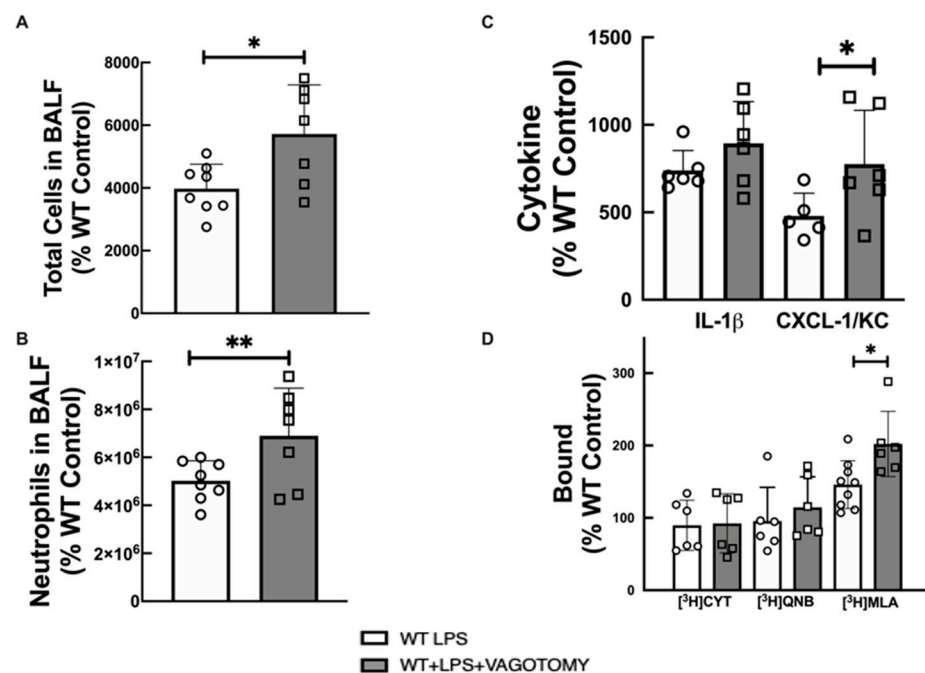 A
*
Total Cells in BALF
(% WT Control)
8000
6000
4000
2000
0
B
**
Neutrophils in BALF
(% WT Control)
1×10⁷
8×10⁶
6×10⁶
4×10⁶
2×10⁶
0
C
*
Cytokine
(% WT Control)
1500
1000
500
0
IL-1β CXCL-1/KC
D
*
Bound
(% WT Control)
300
200
100
0
[³H]CYT [³H]QNB [³H]MLA
WT LPS
WT+LPS+VAGOTOMY